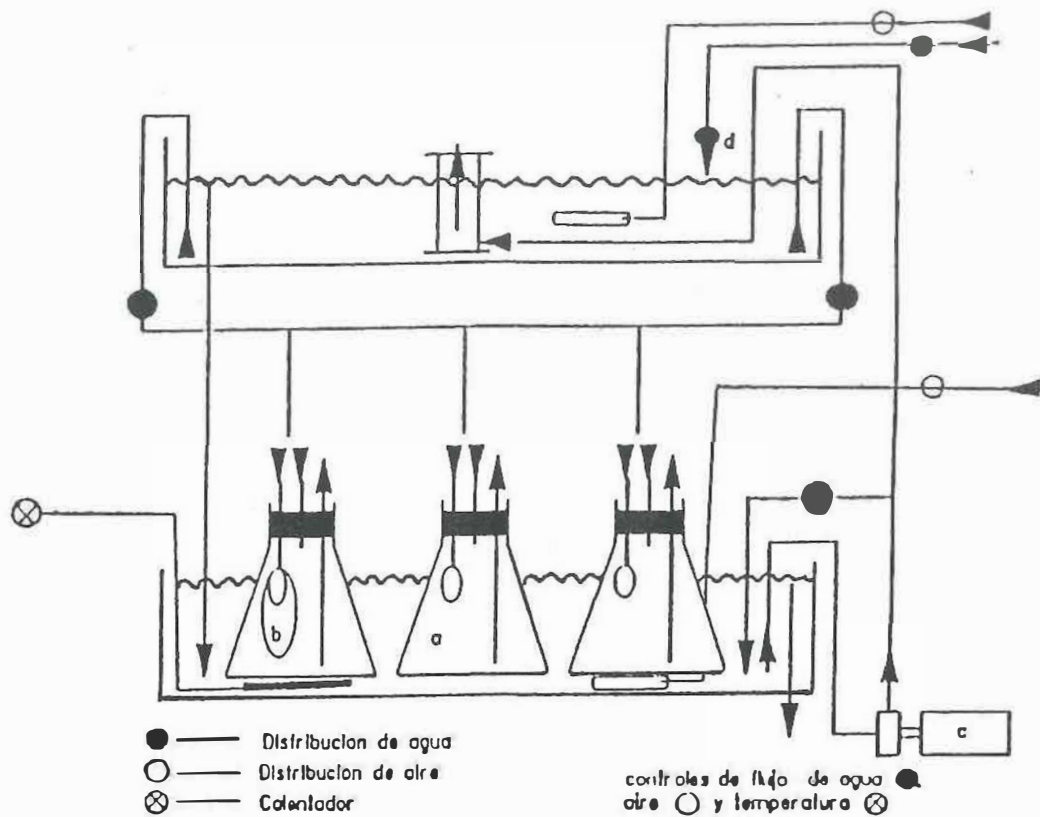 d
b
a
c
Distribucion de agua
Distribucion de aire
Calentador
controles de flujo de agua
aire y temperatura